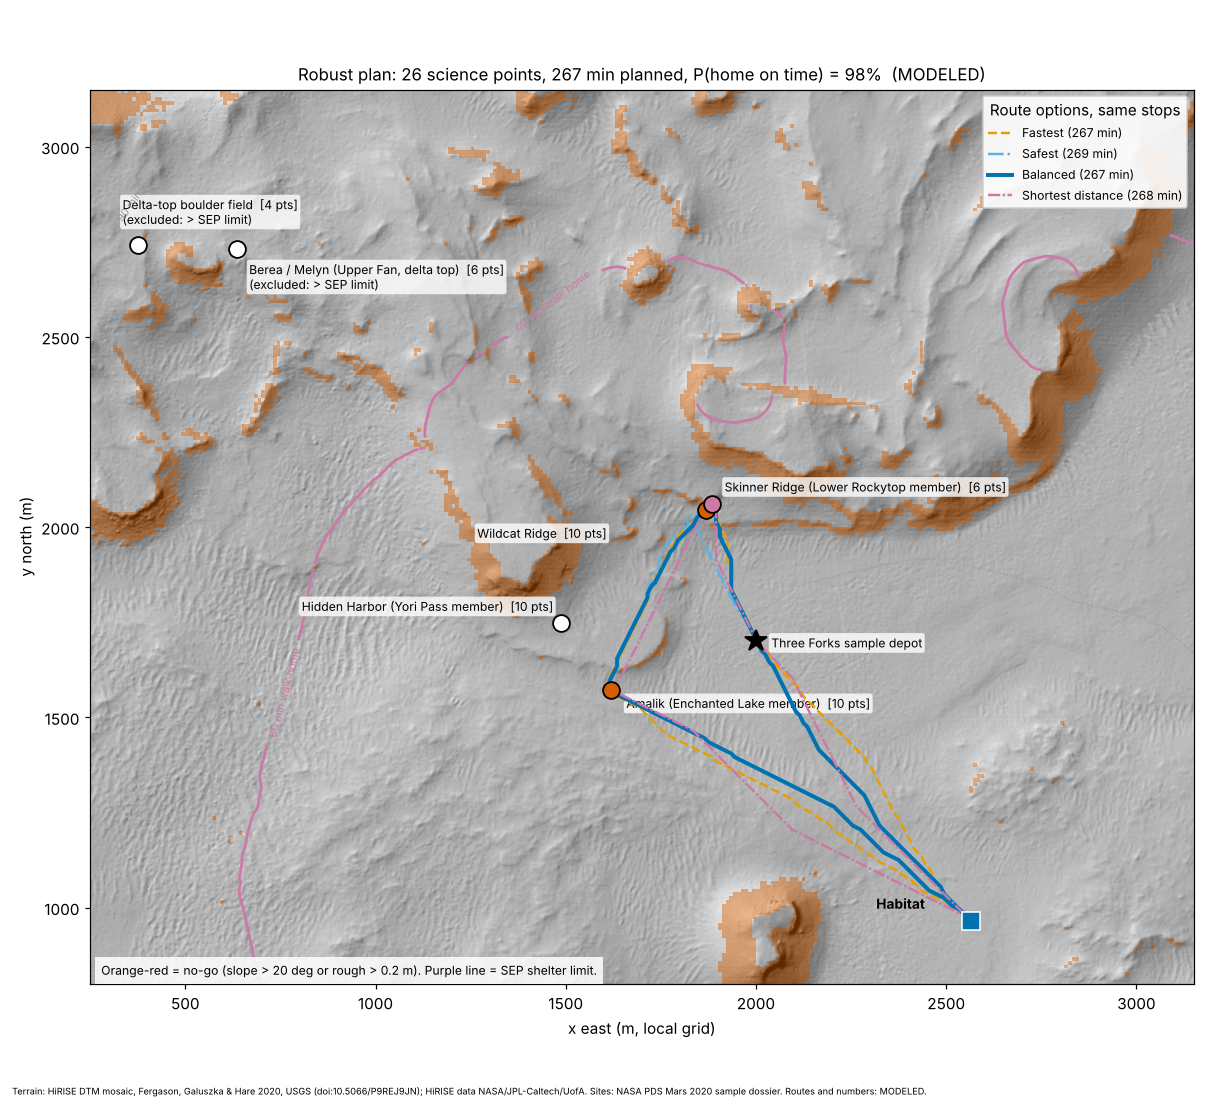 Robust plan: 26 science points, 267 min planned, P(home on time) = 98%  (MODELED)
Route options, same stops
Fastest (267 min)
Safest (269 min)
Balanced (267 min)
Shortest distance (268 min)
Delta-top boulder field  [4 pts]
(excluded: > SEP limit)
Berea / Melyn (Upper Fan, delta top)  [6 pts]
(excluded: > SEP limit)
walk home
Skinner Ridge (Lower Rockytop member)  [6 pts]
Wildcat Ridge  [10 pts]
Hidden Harbor (Yori Pass member)  [10 pts]
Three Forks sample depot
Amalik (Enchanted Lake member)  [10 pts]
60 min walk home
Habitat
Orange-red = no-go (slope > 20 deg or rough > 0.2 m). Purple line = SEP shelter limit.
3000
2500
2000
1500
1000
y north (m)
500
1000
1500
2000
2500
3000
x east (m, local grid)
Terrain: HiRISE DTM mosaic, Fergason, Galuszka & Hare 2020, USGS (doi:10.5066/P9REJ9JN); HiRISE data NASA/JPL-Caltech/UofA. Sites: NASA PDS Mars 2020 sample dossier. Routes and numbers: MODELED.